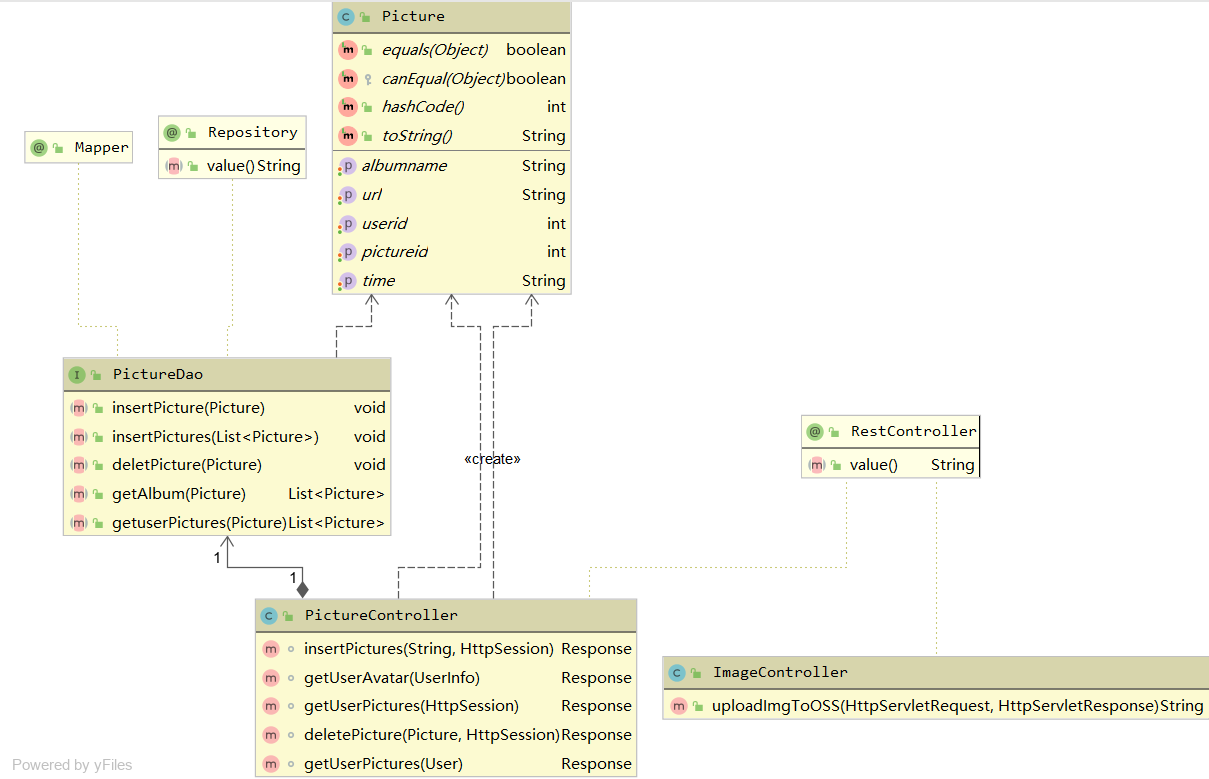 C Picture
m equals(Object) boolean
m canEqual(Object) boolean
m hashCode() int
m toString() String
p albumname String
p url String
p userid int
p pictureid int
p time String
@ Mapper
@ Repository
m value() String
I PictureDao
m insertPicture(Picture) void
m insertPictures(List<Picture>) void
m deletPicture(Picture) void
m getAlbum(Picture) List<Picture>
m getuserPictures(Picture) List<Picture>
«create»
@ RestController
m value() String
1
1
C PictureController
m insertPictures(String, HttpSession) Response
m getUserAvatar(UserInfo) Response
m getUserPictures(HttpSession) Response
m deletePicture(Picture, HttpSession) Response
m getUserPictures(User) Response
C ImageController
m uploadImgToOSS(HttpServletRequest, HttpServletResponse) String
Powered by yFiles